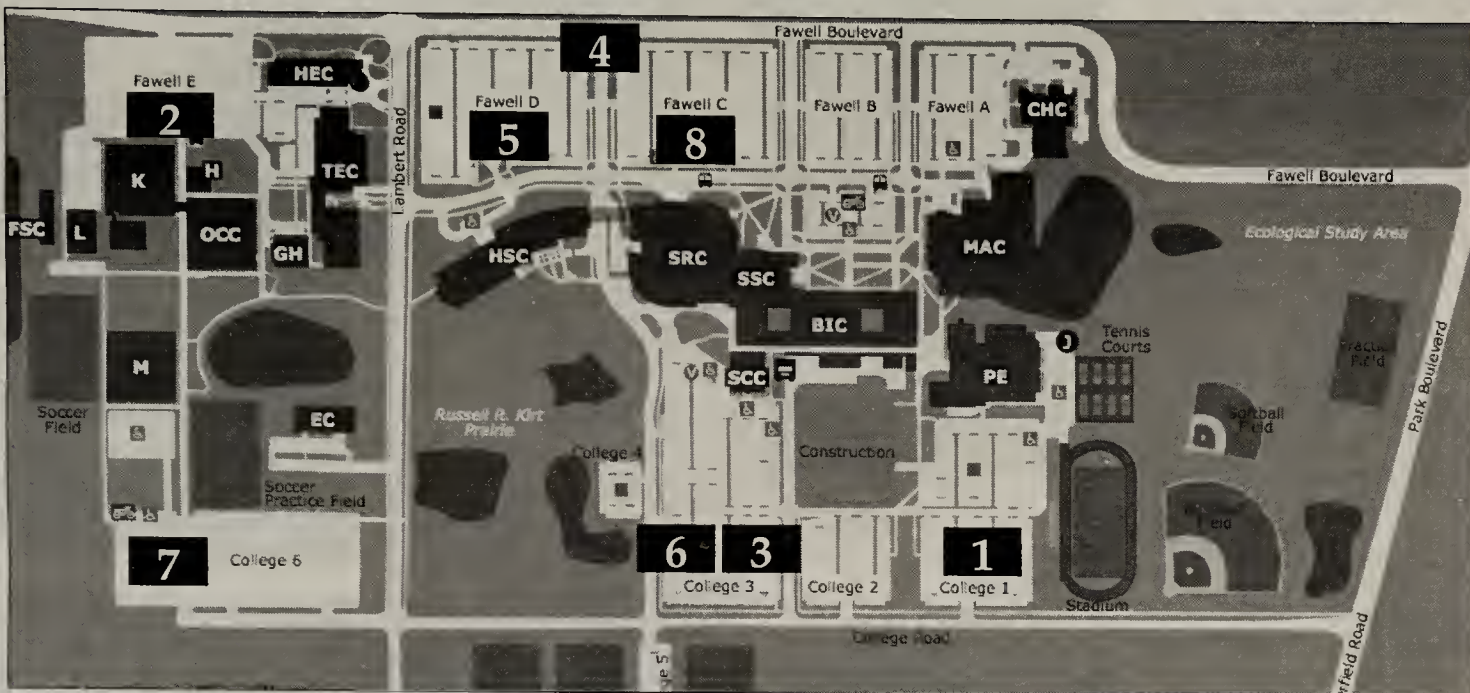 Fawell Boulevard
4
HEC
Fawell E
2
Fawell D
5
Fawell C
8
Fawell B
Fawell A
CHC
Lambert Road
K
H
TEC
Fawell Boulevard
FSC
L
OCC
GH
HSC
SRC
SSC
V
MAC
Ecological Study Area
BIC
M
J
Tennis
Courts
Field
PE
SCC
V
Park Boulevard
Soccer
Field
EC
Russell R. Kirt
Prairie
Softball
Field
College 4
Construction
Soccer
Practice Field
Field
7
College 6
6
3
1
College 3
College 2
College 1
Stadium
College Road
Road